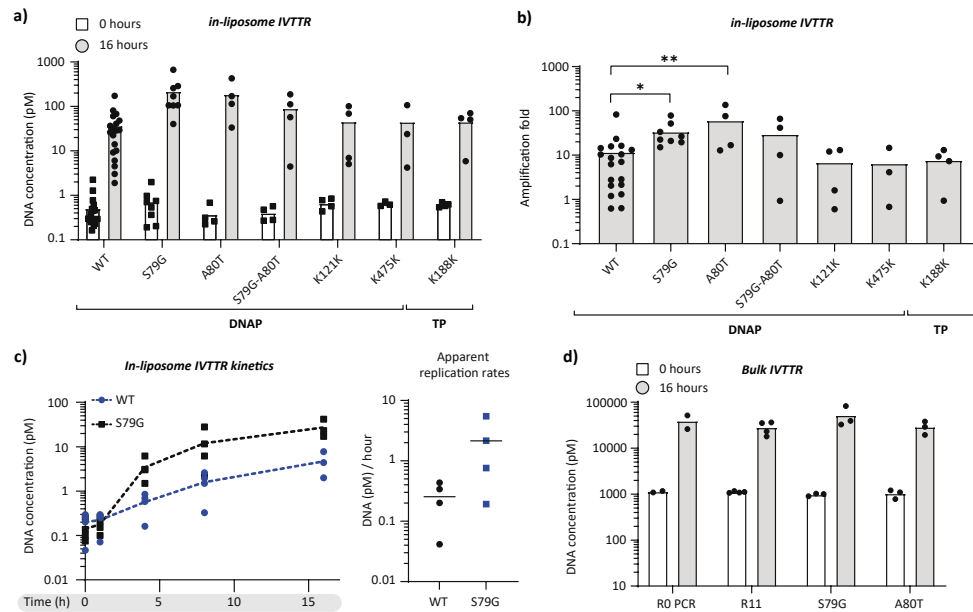 a)
in-liposome IVTTR
0 hours
16 hours
DNA concentration (pM)
1000
100
10
1
0.1
WT
S79G
A80T
S79G-A80T
K121K
K475K
K188K
DNAP
TP
b)
in-liposome IVTTR
Amplification fold
1000
100
10
1
0.1
*
**
WT
S79G
A80T
S79G-A80T
K121K
K475K
K188K
DNAP
TP
c)
In-liposome IVTTR kinetics
WT
S79G
DNA concentration (pM)
100
10
1
0.1
0.01
Time (h)
0
5
10
15
Apparent
replication rates
DNA (pM) / hour
10
1
0.1
0.01
WT
S79G
d)
Bulk IVTTR
0 hours
16 hours
DNA concentration (pM)
100000
10000
1000
100
10
R0 PCR
R11
S79G
A80T